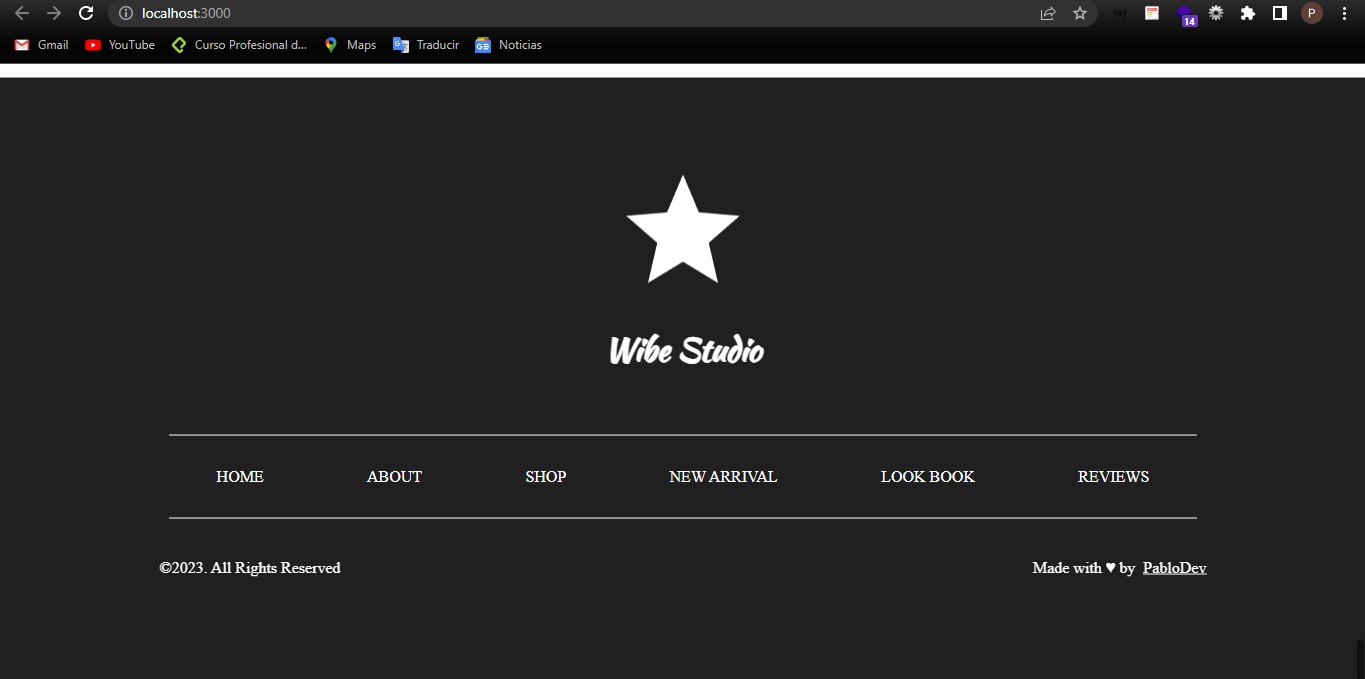 localhost:3000
14
P
Gmail YouTube Curso Profesional d... Maps Traducir Noticias
Wibe Studio
HOME ABOUT SHOP NEW ARRIVAL LOOK BOOK REVIEWS
©2023. All Rights Reserved Made with ♥ by PabloDev